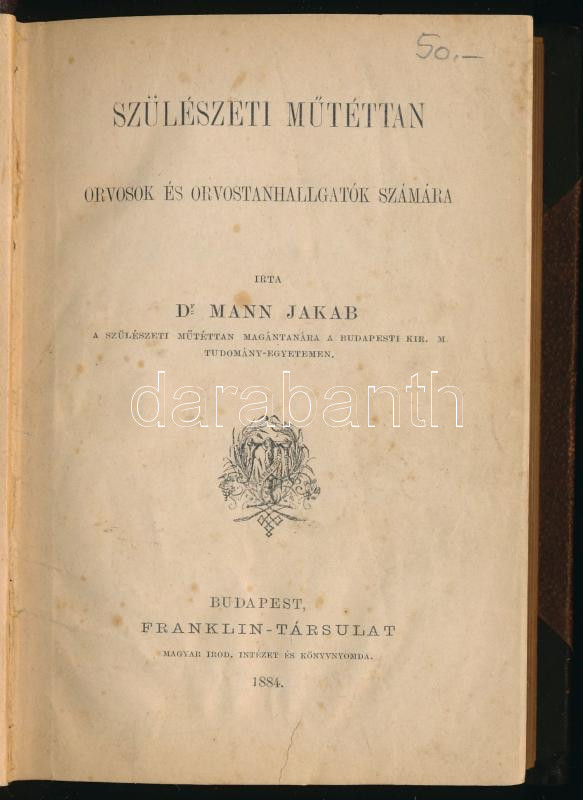 50.–
SZÜLÉSZETI MŰTÉTTAN
ORVOSOK ÉS ORVOSTANHALLGATÓK SZÁMÁRA
IRTA
Dr MANN JAKAB
A SZÜLÉSZETI MŰTÉTTAN MAGÁNTANÁRA A BUDAPESTI KIR. M.
TUDOMÁNY-EGYETEMEN.
darabanth
BUDAPEST,
FRANKLIN-TÁRSULAT
MAGYAR IROD. INTÉZET ÉS KÖNYVNYOMDA.
1884.